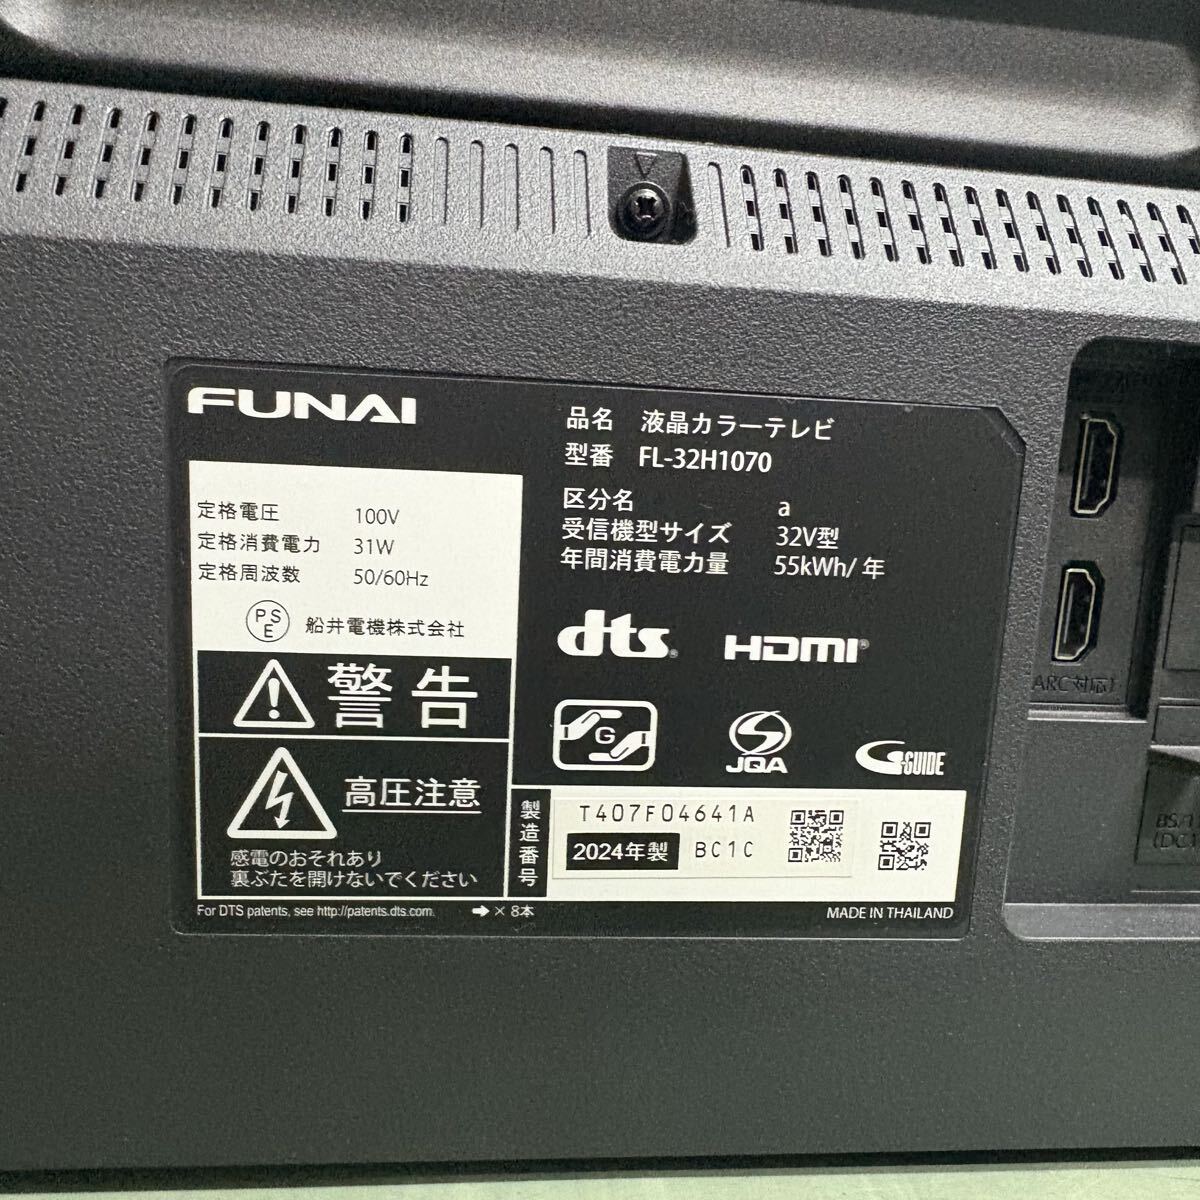 FUNAI
品名 液晶カラーテレビ
型番 FL-32H1070
区分名 a
受信機型サイズ 32V型
年間消費電力量 55kWh/年
定格電圧 100V
定格消費電力 31W
定格周波数 50/60Hz
PSE 船井電機株式会社
警告
高圧注意
感電のおそれあり
裏ぶたを開けないでください
dts®
HDMI®
G
JQA
G-GUIDE
製造番号
T407F04641A
2024年製 BC1C
For DTS patents, see http://patents.dts.com.
➡ × 8本
MADE IN THAILAND
ARC対応)